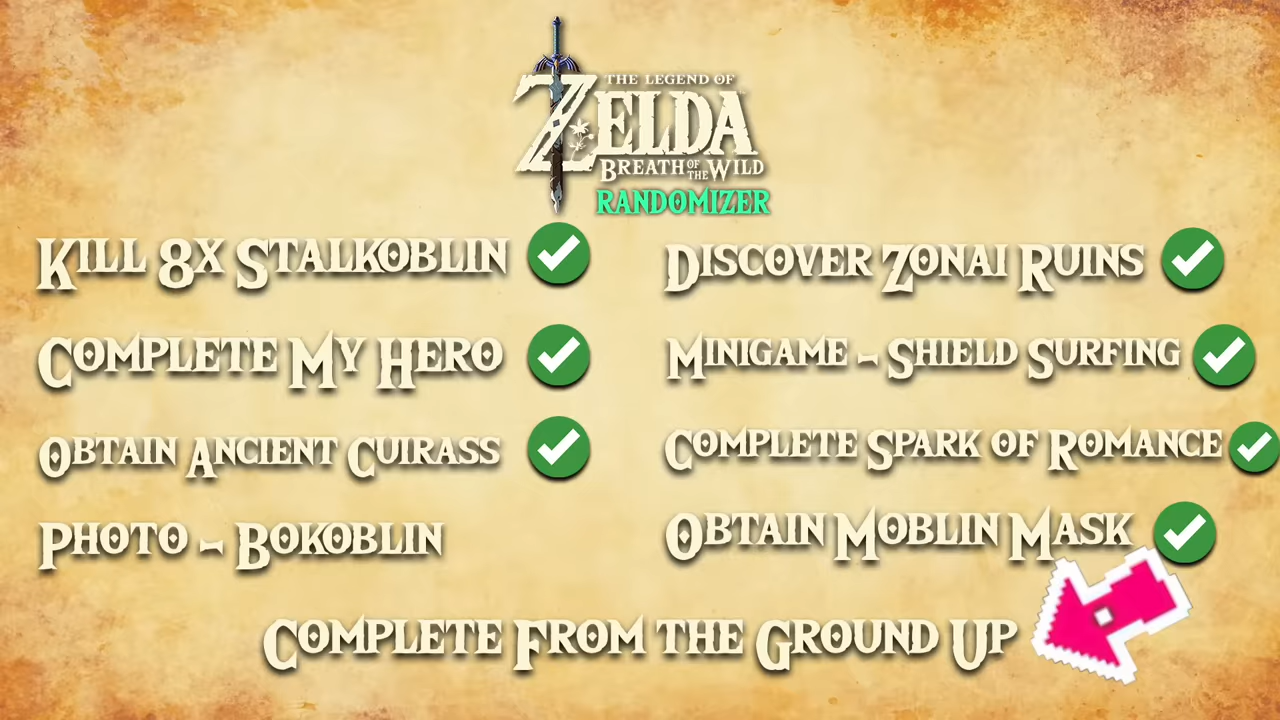 THE LEGEND OF
ZELDA
BREATH OF THE WILD
RANDOMIZER
KILL 8X STALKOBLIN
COMPLETE MY HERO
OBTAIN ANCIENT CUIRASS
PHOTO - BOKOBLIN
DISCOVER ZONAI RUINS
MINIGAME - SHIELD SURFING
COMPLETE SPARK OF ROMANCE
OBTAIN MOBLIN MASK
COMPLETE FROM THE GROUND UP